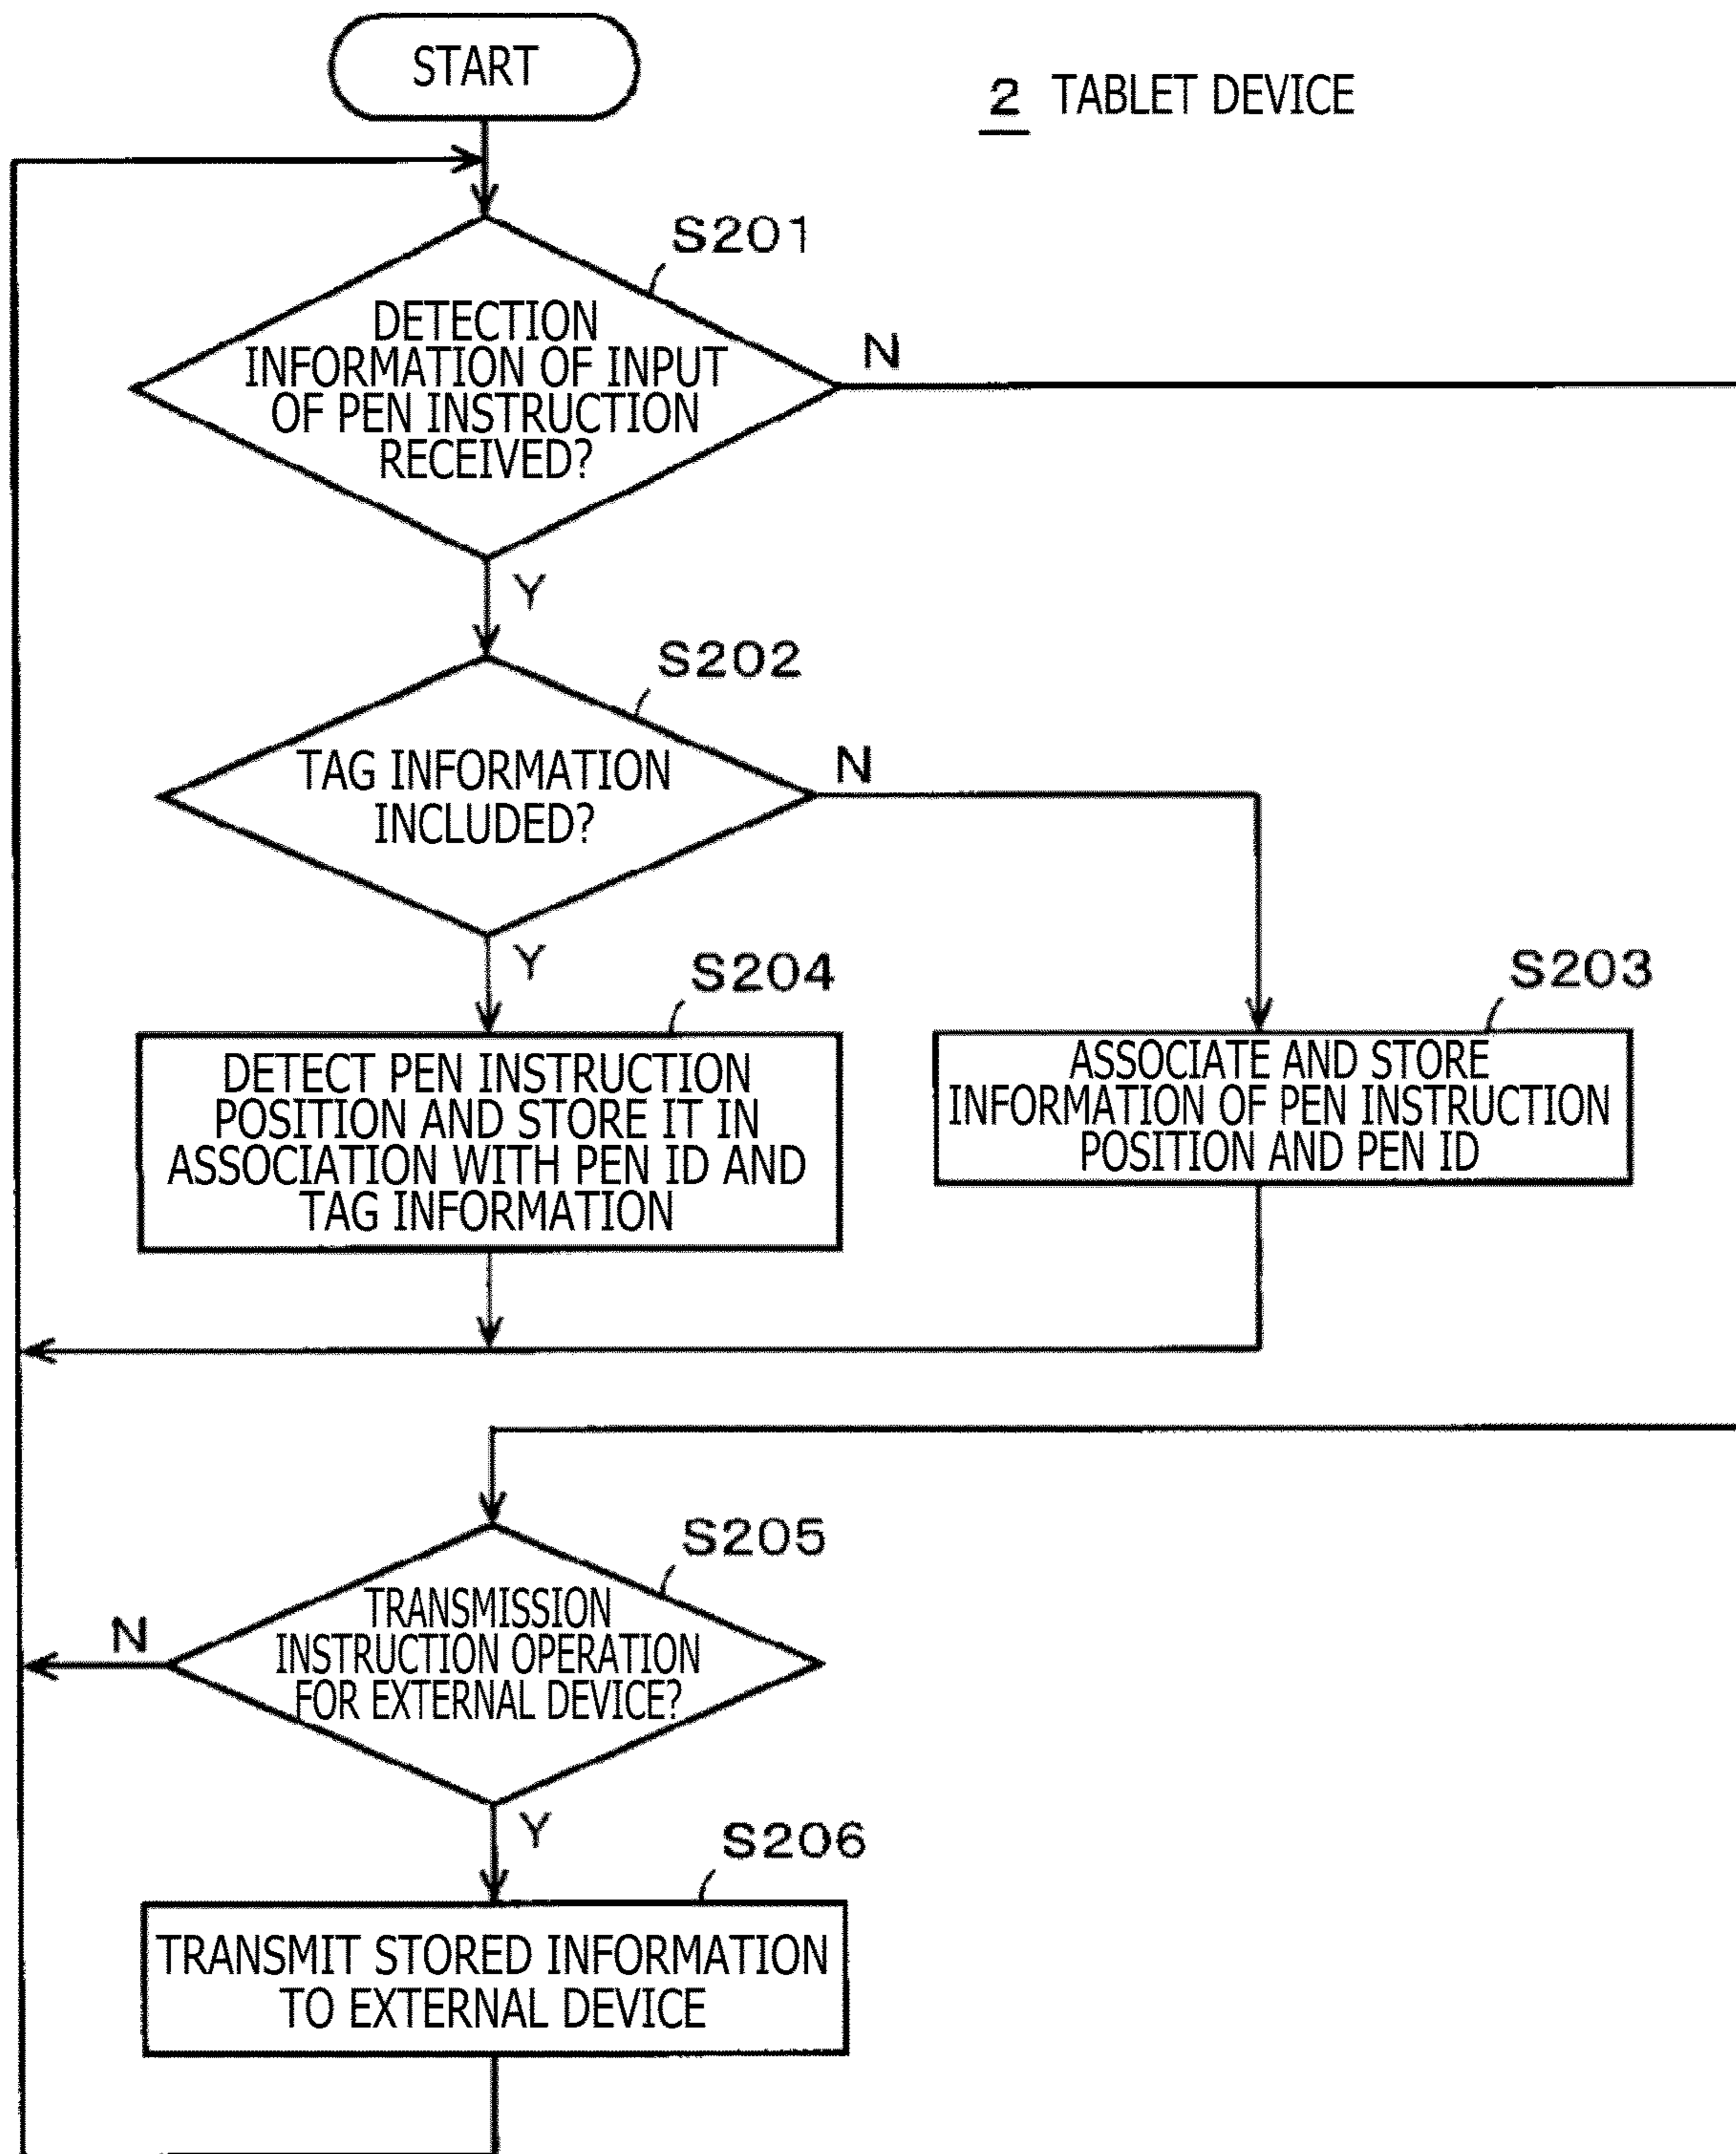 START
2 TABLET DEVICE
S201
DETECTION
INFORMATION OF INPUT
OF PEN INSTRUCTION
RECEIVED?
N
Y
S202
TAG INFORMATION
INCLUDED?
N
Y
S204
DETECT PEN INSTRUCTION
POSITION AND STORE IT IN
ASSOCIATION WITH PEN ID AND
TAG INFORMATION
S203
ASSOCIATE AND STORE
INFORMATION OF PEN INSTRUCTION
POSITION AND PEN ID
S205
TRANSMISSION
INSTRUCTION OPERATION
FOR EXTERNAL DEVICE?
N
Y
S206
TRANSMIT STORED INFORMATION
TO EXTERNAL DEVICE